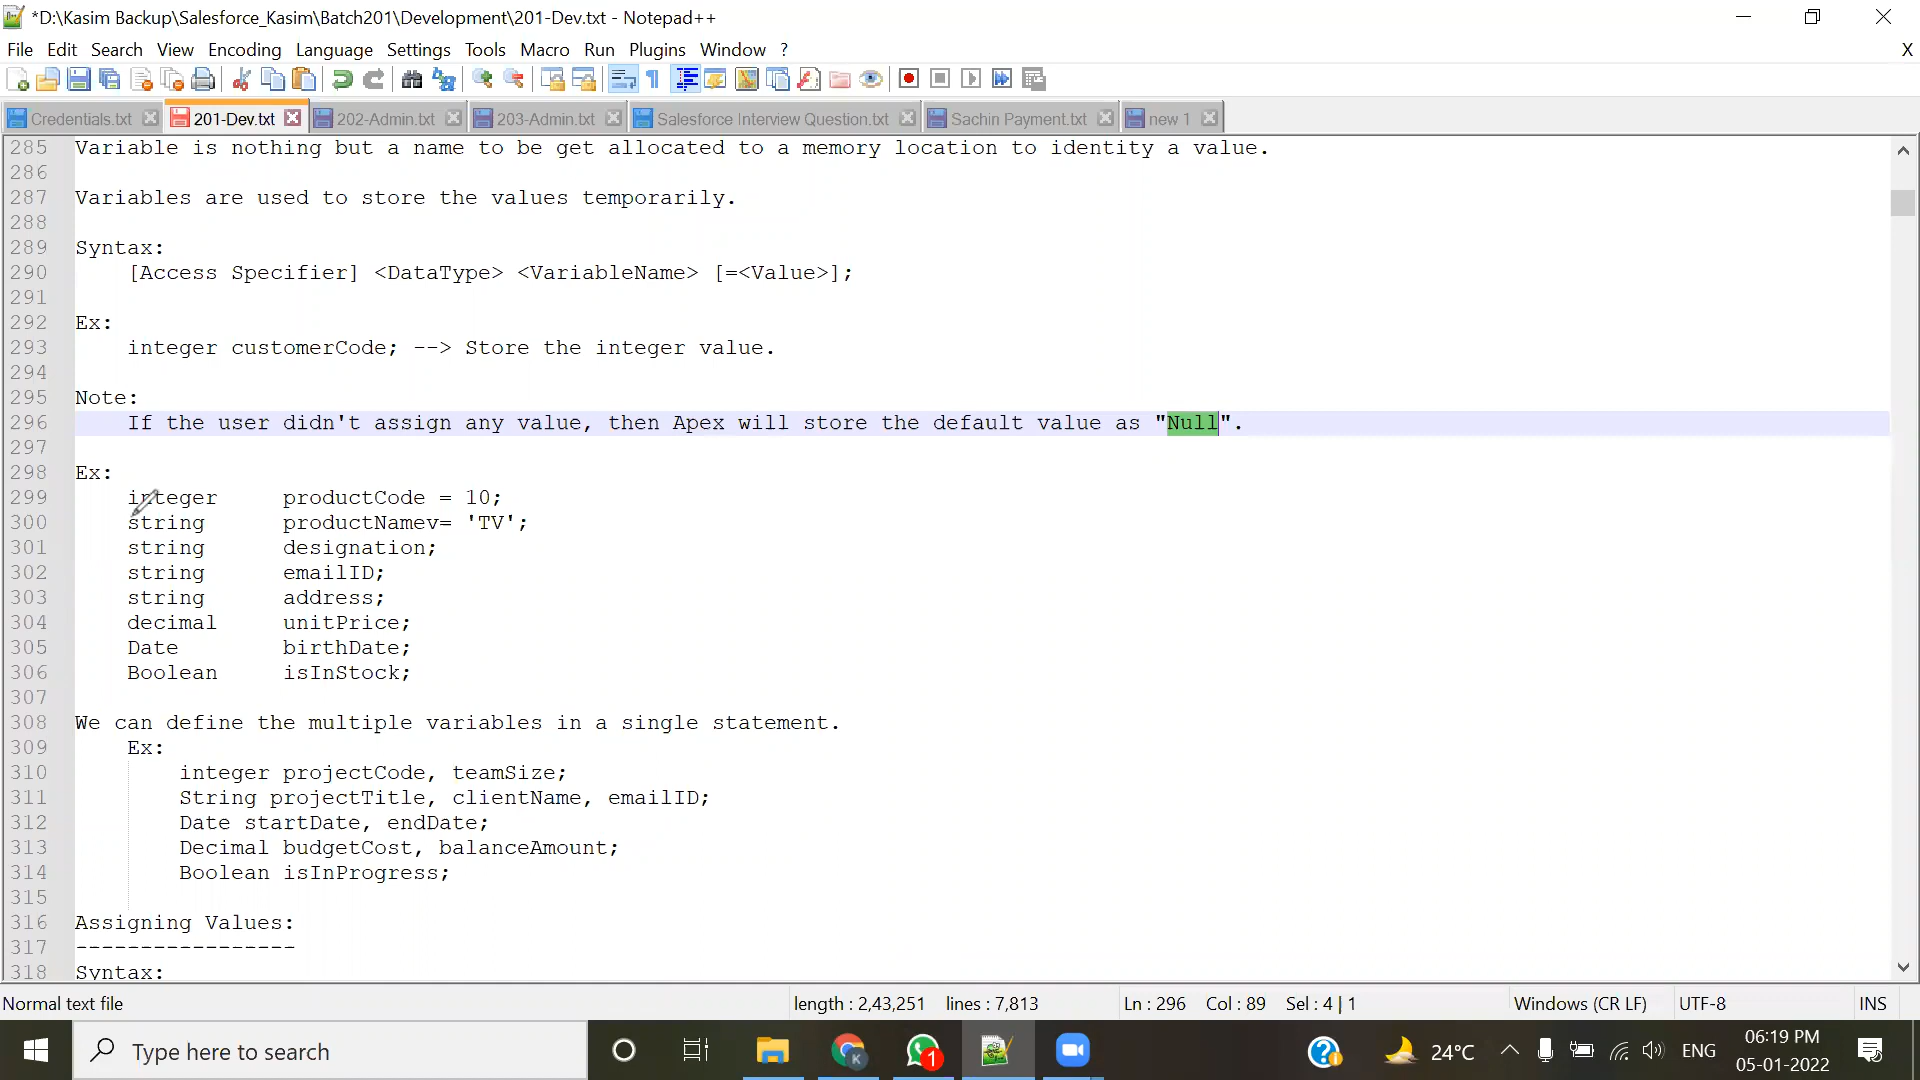 *D:\Kasim Backup\Salesforce_Kasim\Batch201\Development\201-Dev.txt - Notepad++
File Edit Search View Encoding Language Settings Tools Macro Run Plugins Window ? X
Credentials.txt 201-Dev.txt 202-Admin.txt 203-Admin.txt Salesforce Interview Question.txt Sachin Payment.txt new 1
285 Variable is nothing but a name to be get allocated to a memory location to identity a value.
286
287 Variables are used to store the values temporarily.
288
289 Syntax:
290 [Access Specifier] <DataType> <VariableName> [=<Value>];
291
292 Ex:
293 integer customerCode; --> Store the integer value.
294
295 Note:
296 If the user didn't assign any value, then Apex will store the default value as "Null".
297
298 Ex:
299 integer productCode = 10;
300 string productNamev= 'TV';
301 string designation;
302 string emailID;
303 string address;
304 decimal unitPrice;
305 Date birthDate;
306 Boolean isInStock;
307
308 We can define the multiple variables in a single statement.
309 Ex:
310 integer projectCode, teamSize;
311 String projectTitle, clientName, emailID;
312 Date startDate, endDate;
313 Decimal budgetCost, balanceAmount;
314 Boolean isInProgress;
315
316 Assigning Values:
317 -----------------
318 Syntax:
Normal text file length : 2,43,251 lines : 7,813 Ln : 296 Col : 89 Sel : 4 | 1 Windows (CR LF) UTF-8 INS
Type here to search K 1 24°C ENG 06:19 PM
05-01-2022